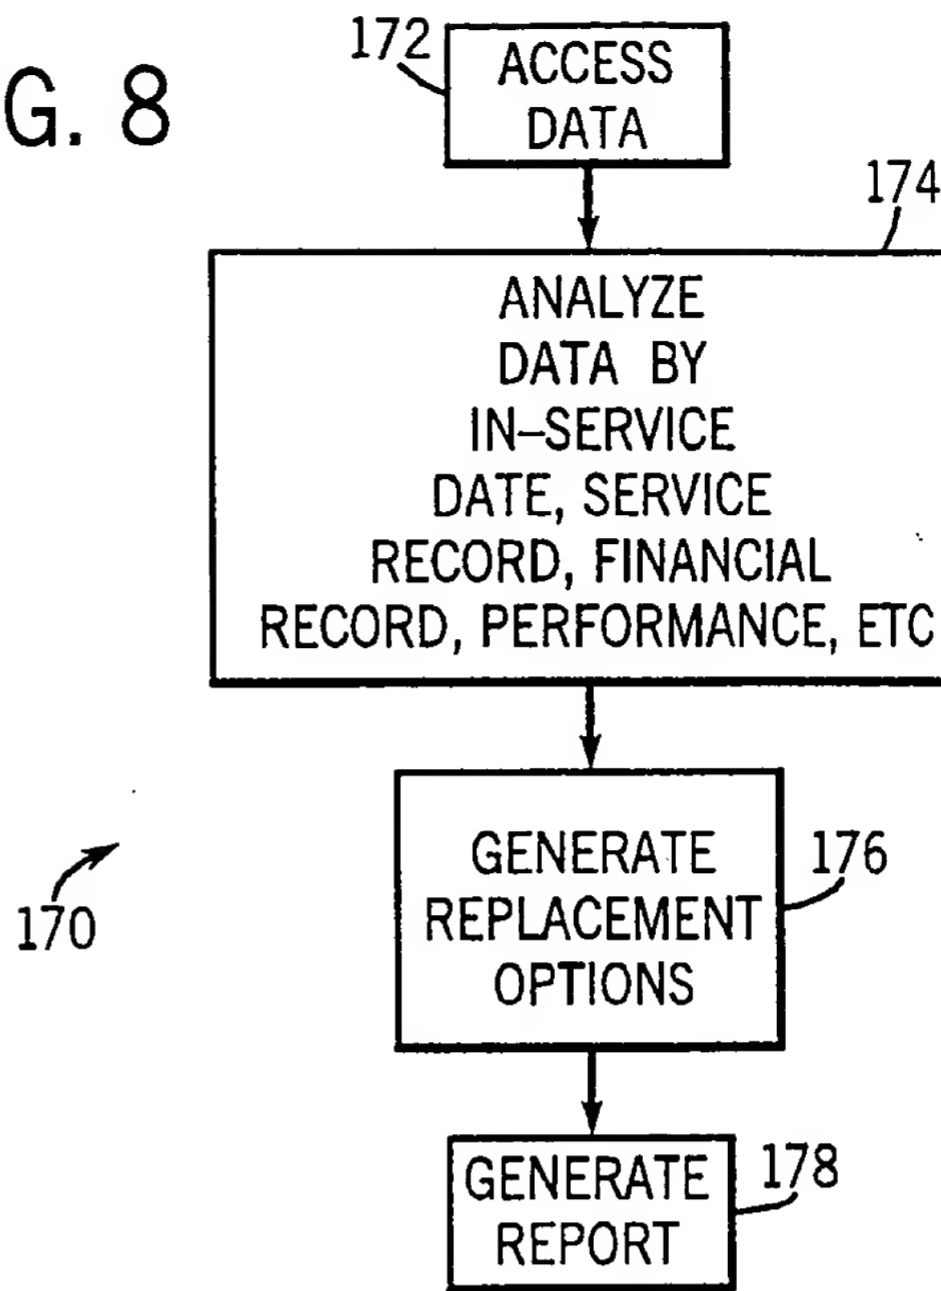 G. 8
172
ACCESS
DATA
174
ANALYZE
DATA BY
IN–SERVICE
DATE, SERVICE
RECORD, FINANCIAL
RECORD, PERFORMANCE, ETC
170
GENERATE
REPLACEMENT
OPTIONS
176
GENERATE
REPORT
178